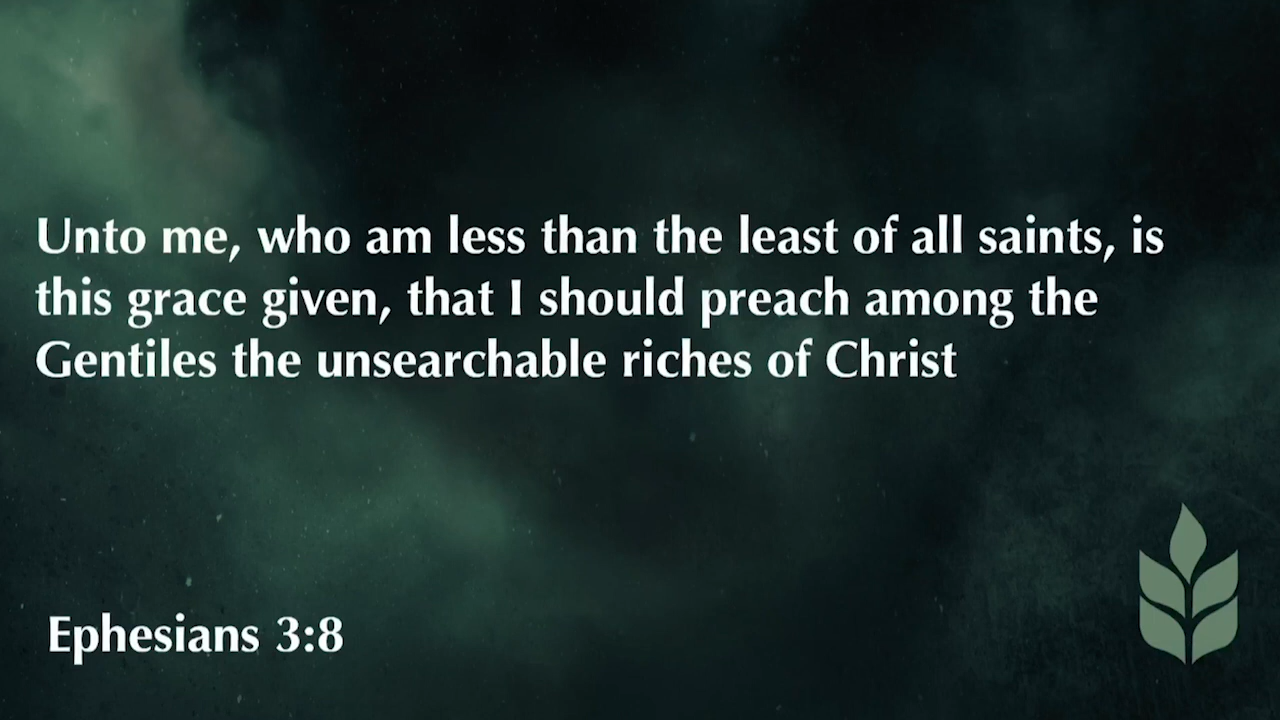 Unto me, who am less than the least of all saints, is
this grace given, that I should preach among the
Gentiles the unsearchable riches of Christ
Ephesians 3:8